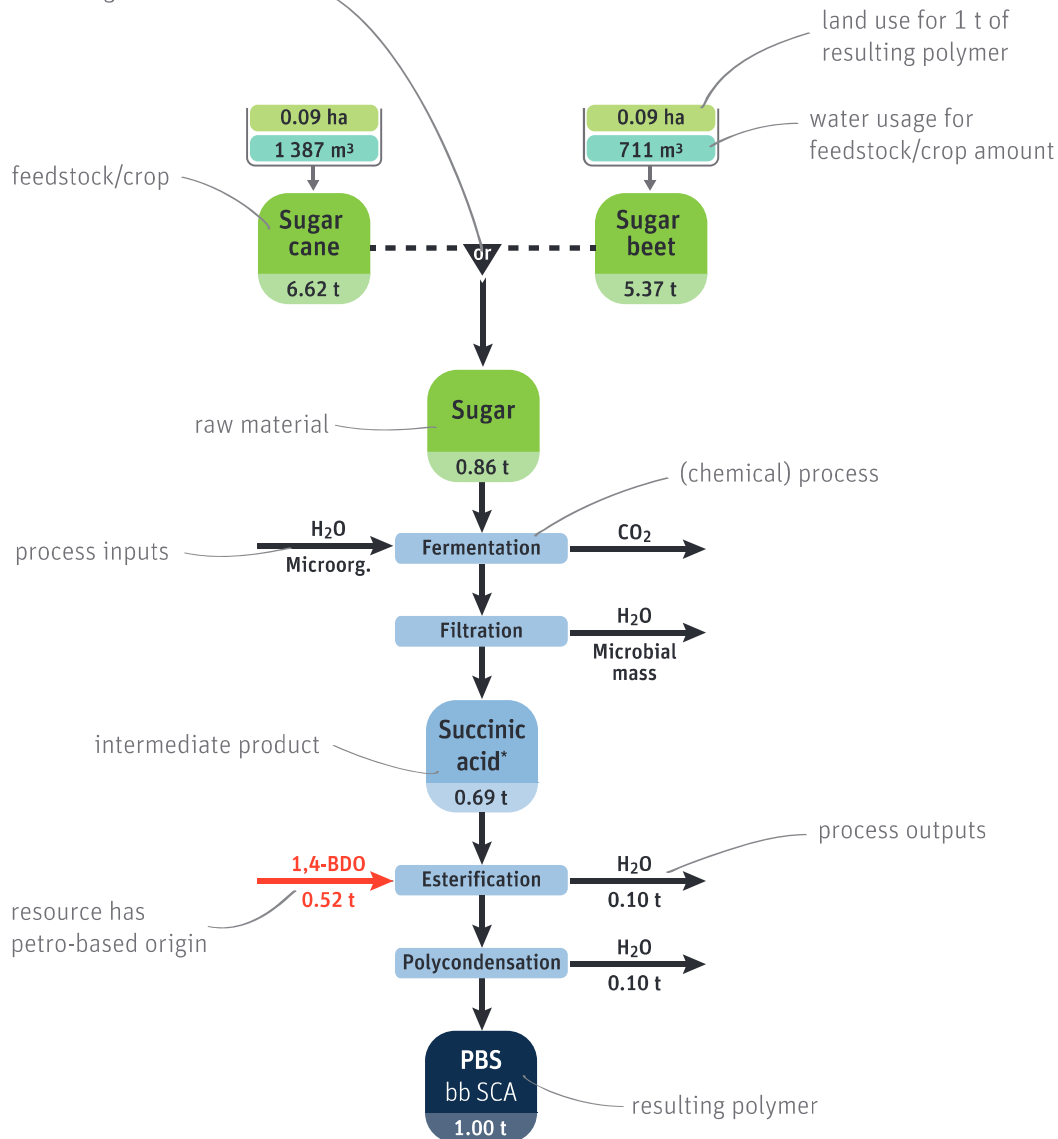 land use for 1 t of
resulting polymer
0.09 ha
1 387 m³
0.09 ha
711 m³
water usage for
feedstock/crop amount
feedstock/crop
Sugar
cane
6.62 t
or
Sugar
beet
5.37 t
Sugar
0.86 t
raw material
(chemical) process
process inputs
H₂O
Microorg.
Fermentation
CO₂
Filtration
H₂O
Microbial
mass
intermediate product
Succinic
acid*
0.69 t
process outputs
1,4-BDO
0.52 t
Esterification
H₂O
0.10 t
resource has
petro-based origin
Polycondensation
H₂O
0.10 t
PBS
bb SCA
1.00 t
resulting polymer